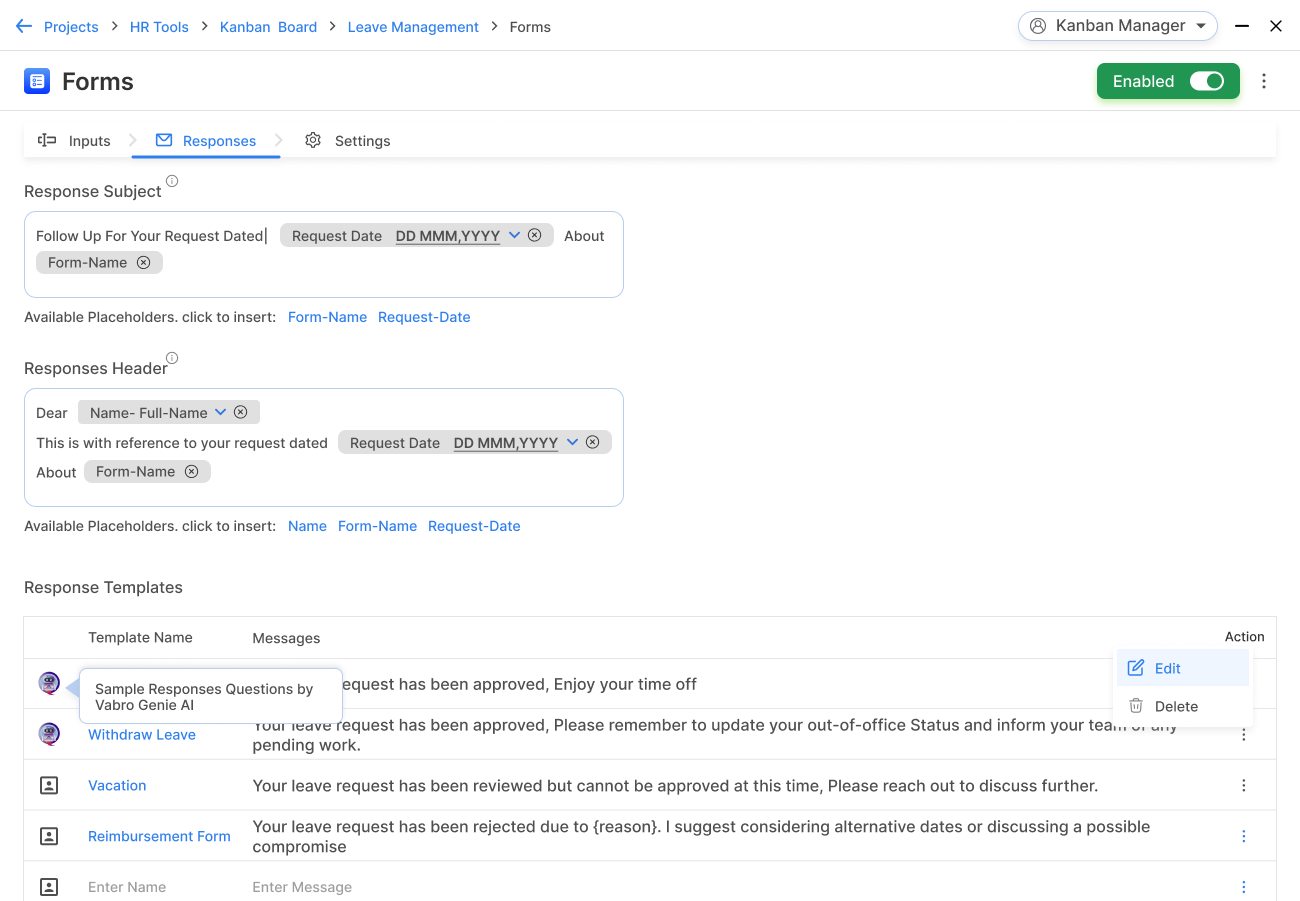 Projects > HR Tools > Kanban Board > Leave Management > Forms
Kanban Manager
Forms
Enabled
Inputs
Responses
Settings
Response Subject
Follow Up For Your Request Dated| Request Date DD MMM,YYYY About
Form-Name
Available Placeholders. click to insert: Form-Name Request-Date
Responses Header
Dear Name- Full-Name
This is with reference to your request dated Request Date DD MMM,YYYY
About Form-Name
Available Placeholders. click to insert: Name Form-Name Request-Date
Response Templates
Template Name Messages Action
Sample Responses Questions by
Vabro Genie AI
equest has been approved, Enjoy your time off
Edit
Delete
Withdraw Leave
Your leave request has been approved, Please remember to update your out-of-office Status and inform your team of any
pending work.
Vacation
Your leave request has been reviewed but cannot be approved at this time, Please reach out to discuss further.
Reimbursement Form
Your leave request has been rejected due to {reason}. I suggest considering alternative dates or discussing a possible
compromise
Enter Name
Enter Message